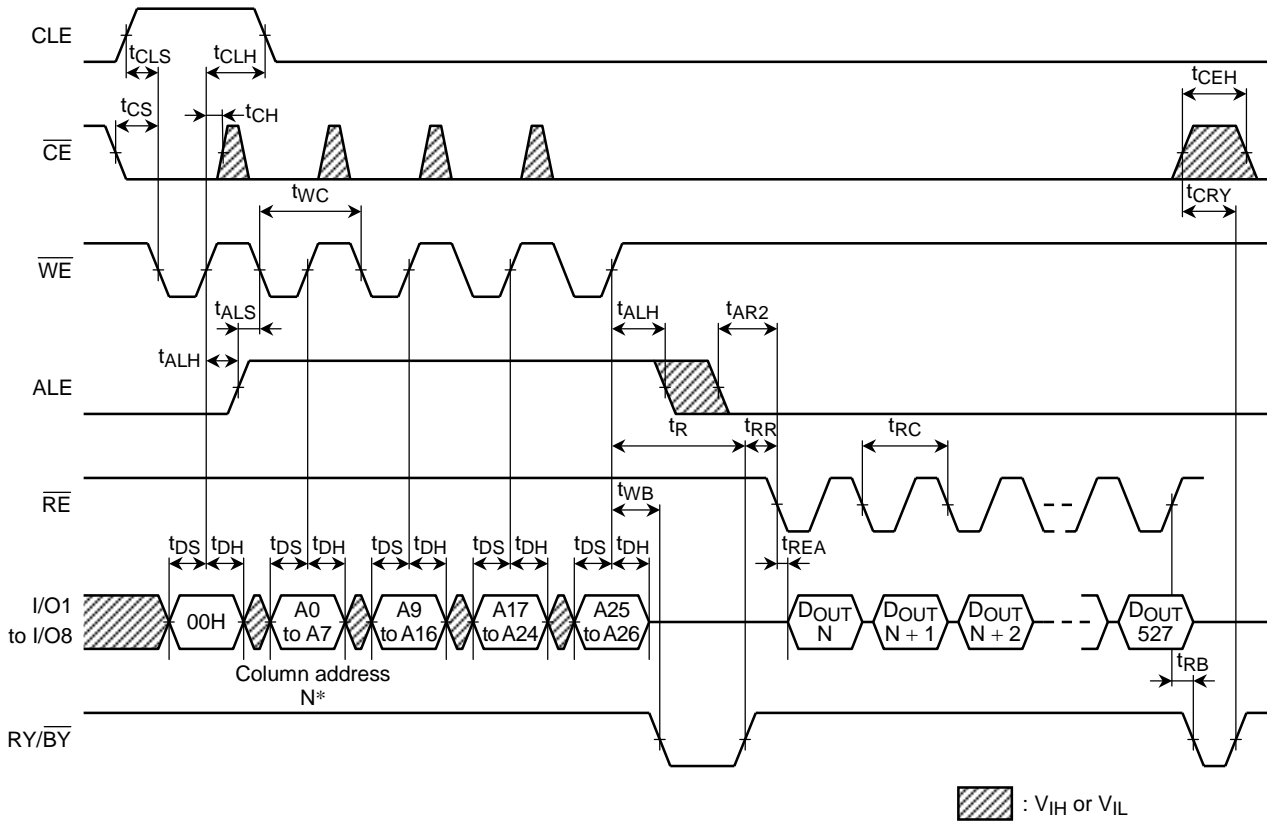 CLE
tCLS
tCLH
tCEH
tCS
tCH
CE
tCRY
tWC
WE
tALS
tALH
tAR2
tALH
ALE
tR
tRR
tRC
RE
tWB
tREA
tDS tDH tDS tDH tDS tDH tDS tDH tDS tDH
I/O1
to I/O8
00H
A0
to A7
A9
to A16
A17
to A24
A25
to A26
DOUT
N
DOUT
N + 1
DOUT
N + 2
DOUT
527
Column address
N*
tRB
RY/BY
: VIH or VIL